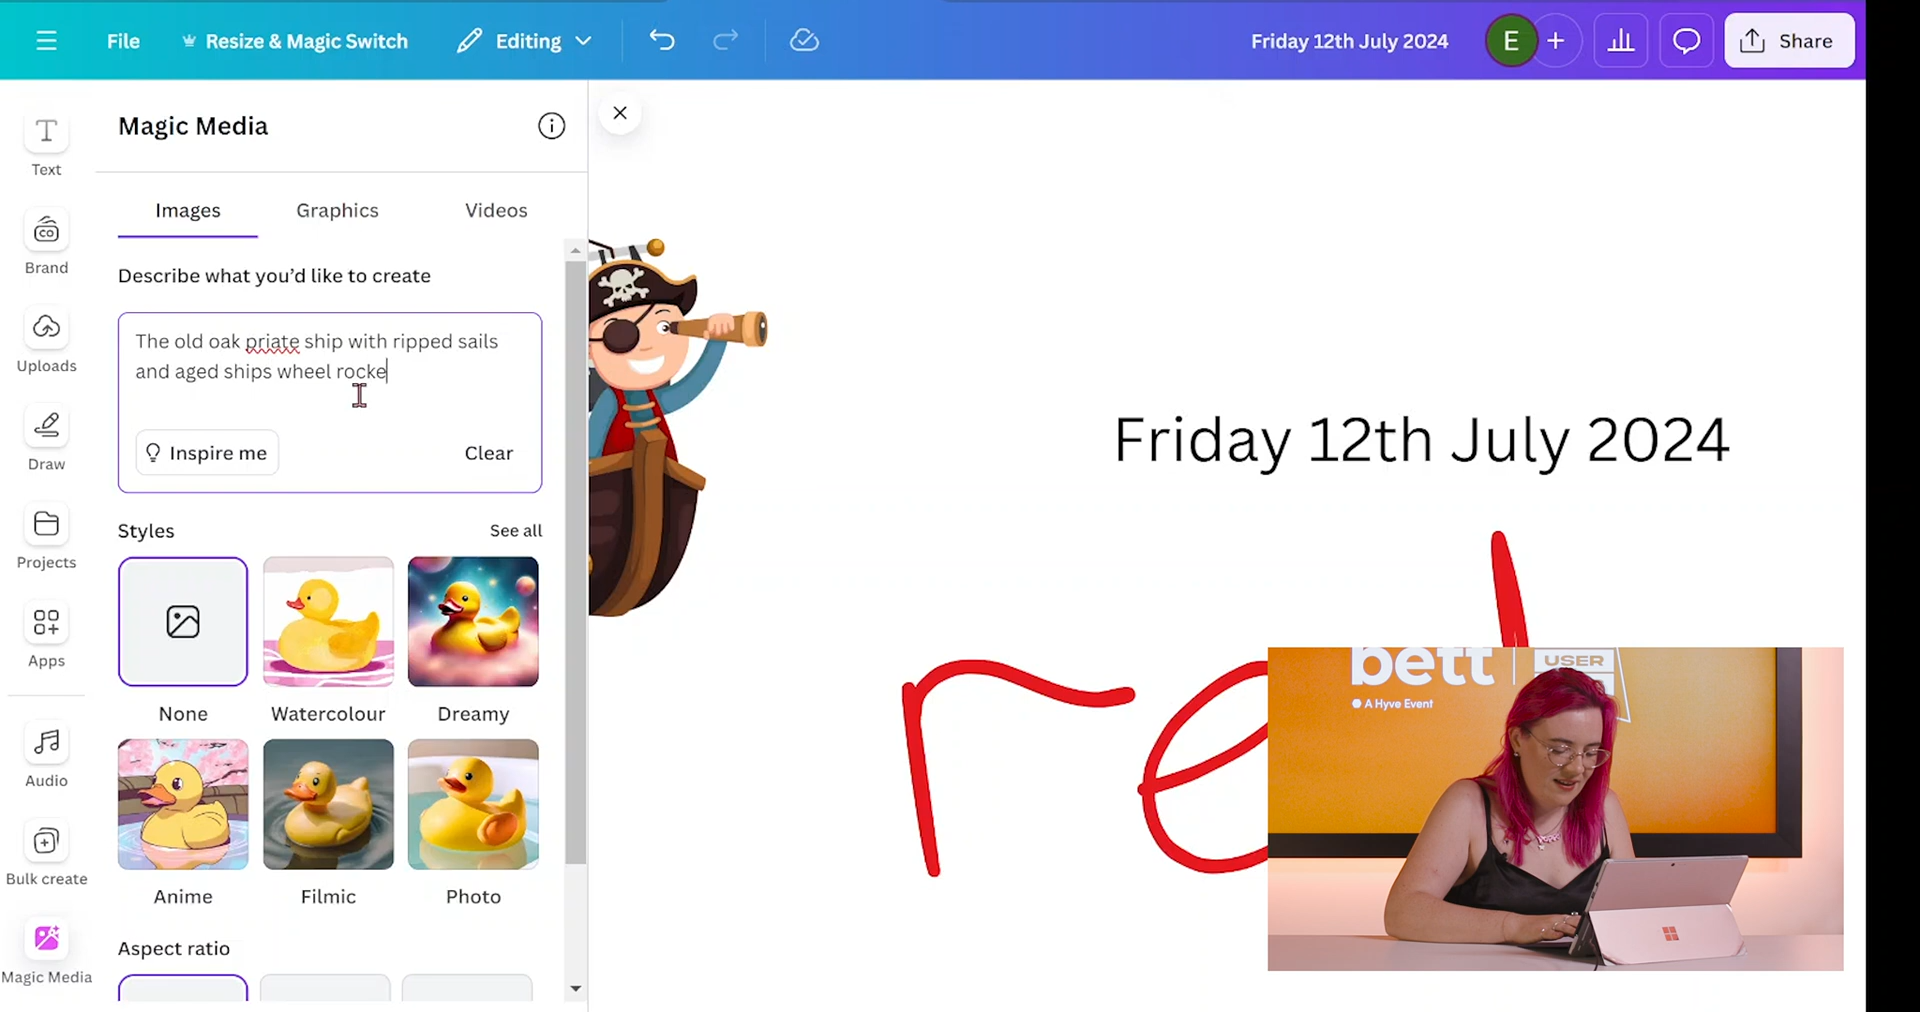 File
Resize & Magic Switch
Editing
Friday 12th July 2024
E
Share
Text
Brand
Uploads
Draw
Projects
Apps
Audio
Bulk create
Magic Media
Magic Media
Images
Graphics
Videos
Describe what you’d like to create
The old oak priate ship with ripped sails
and aged ships wheel rocke
Inspire me
Clear
Styles
See all
None
Watercolour
Dreamy
Anime
Filmic
Photo
Aspect ratio
Friday 12th July 2024
re
bett
A Hyve Event
USER